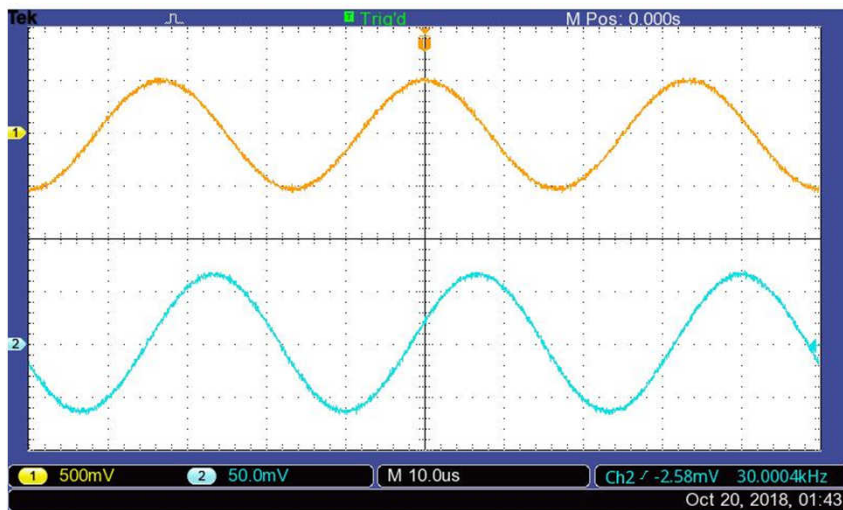 Tek Trig'd M Pos: 0.000s
1
2
1 500mV 2 50.0mV M 10.0us Ch2 -2.58mV 30.0004kHz
Oct 20, 2018, 01:43